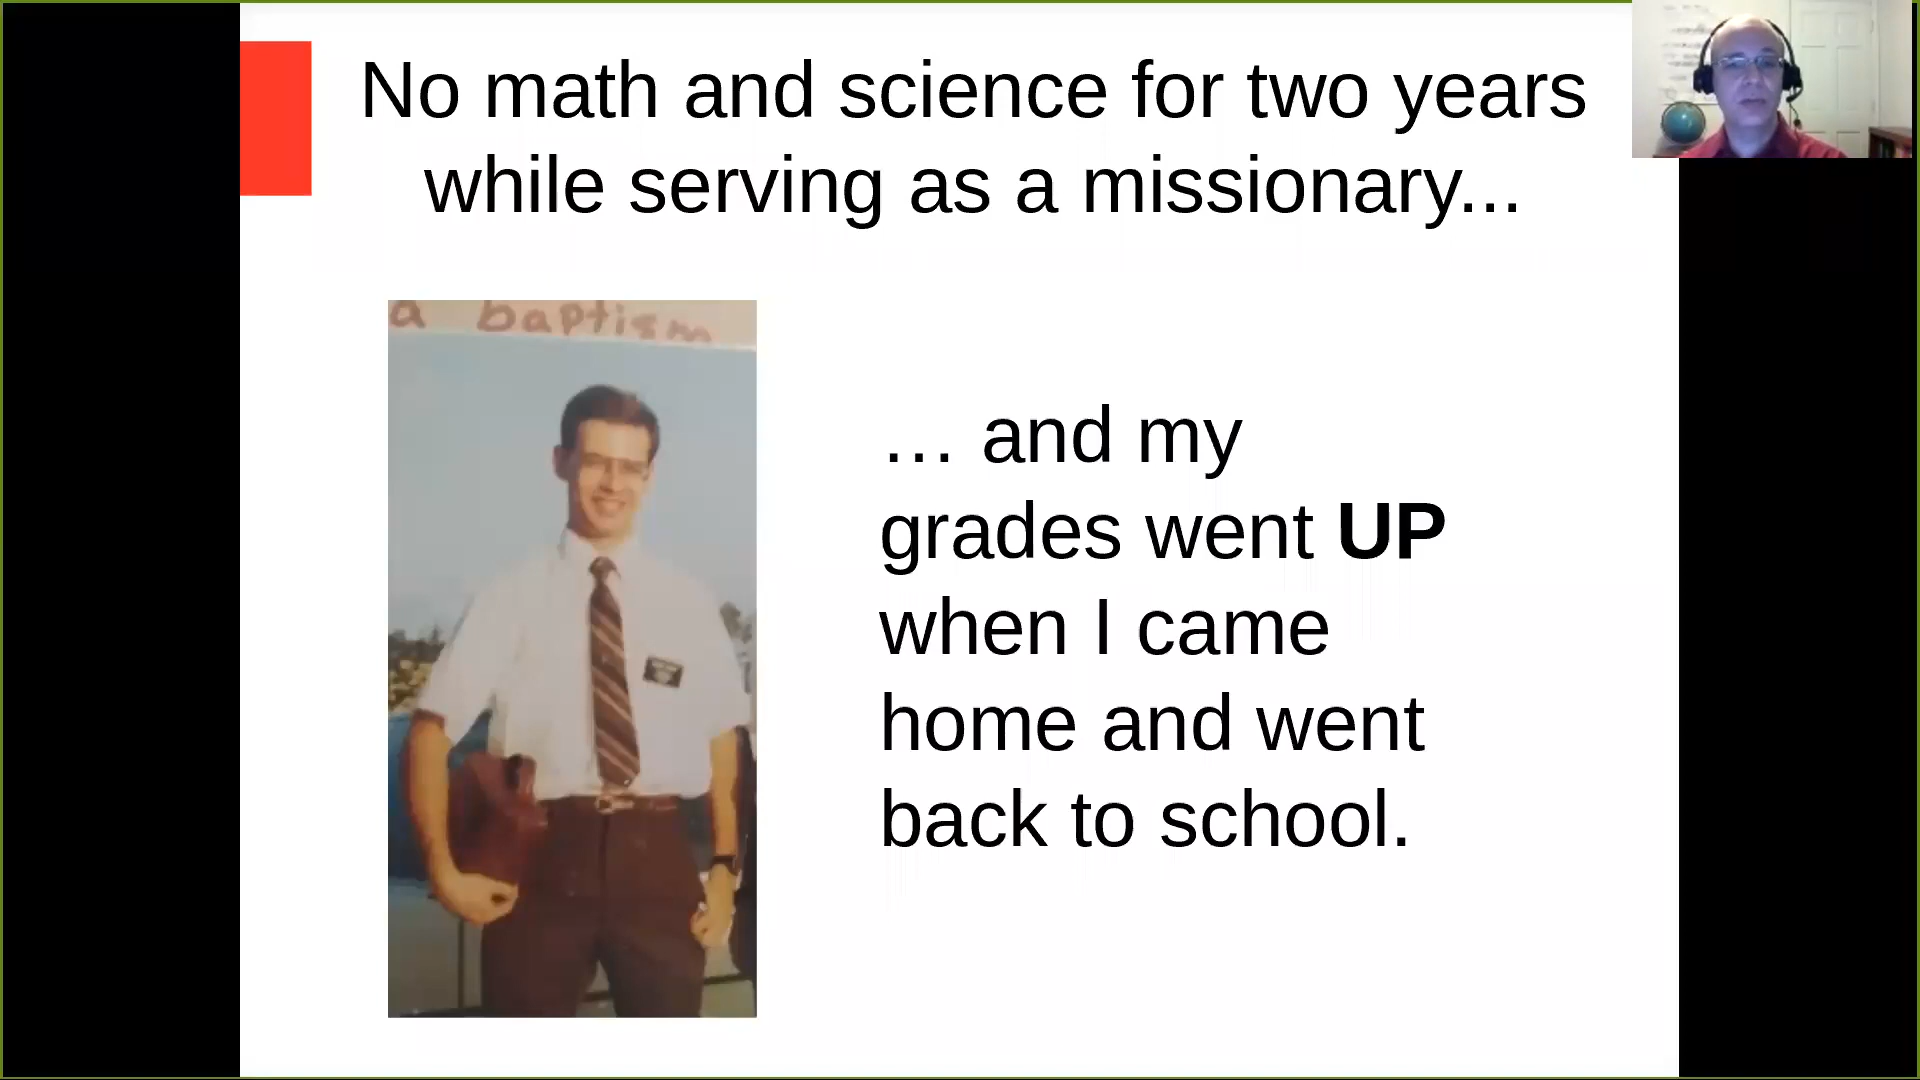 No math and science for two years
while serving as a missionary...
a baptism
… and my
grades went UP
when I came
home and went
back to school.